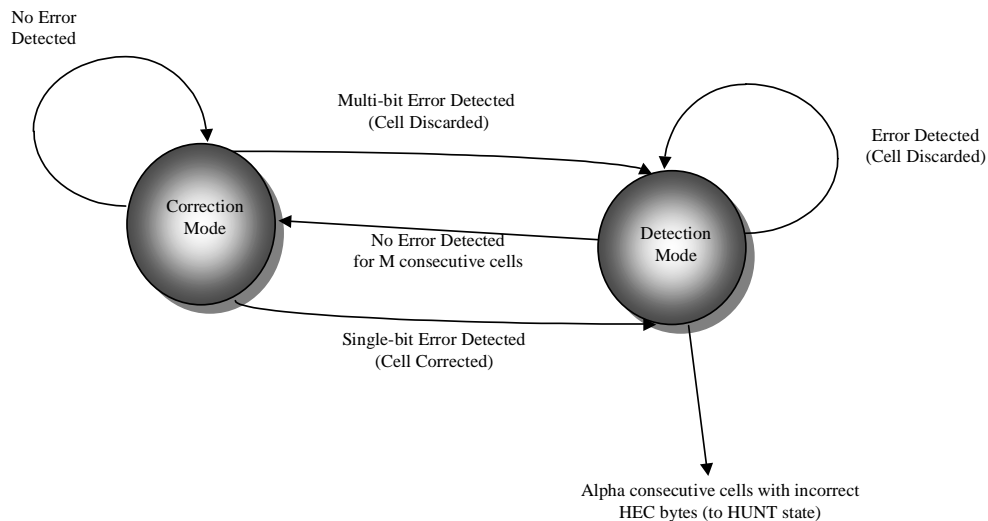 No Error
Detected
Multi-bit Error Detected
(Cell Discarded)
Error Detected
(Cell Discarded)
Correction
Mode
Detection
Mode
No Error Detected
for M consecutive cells
Single-bit Error Detected
(Cell Corrected)
Alpha consecutive cells with incorrect
HEC bytes (to HUNT state)